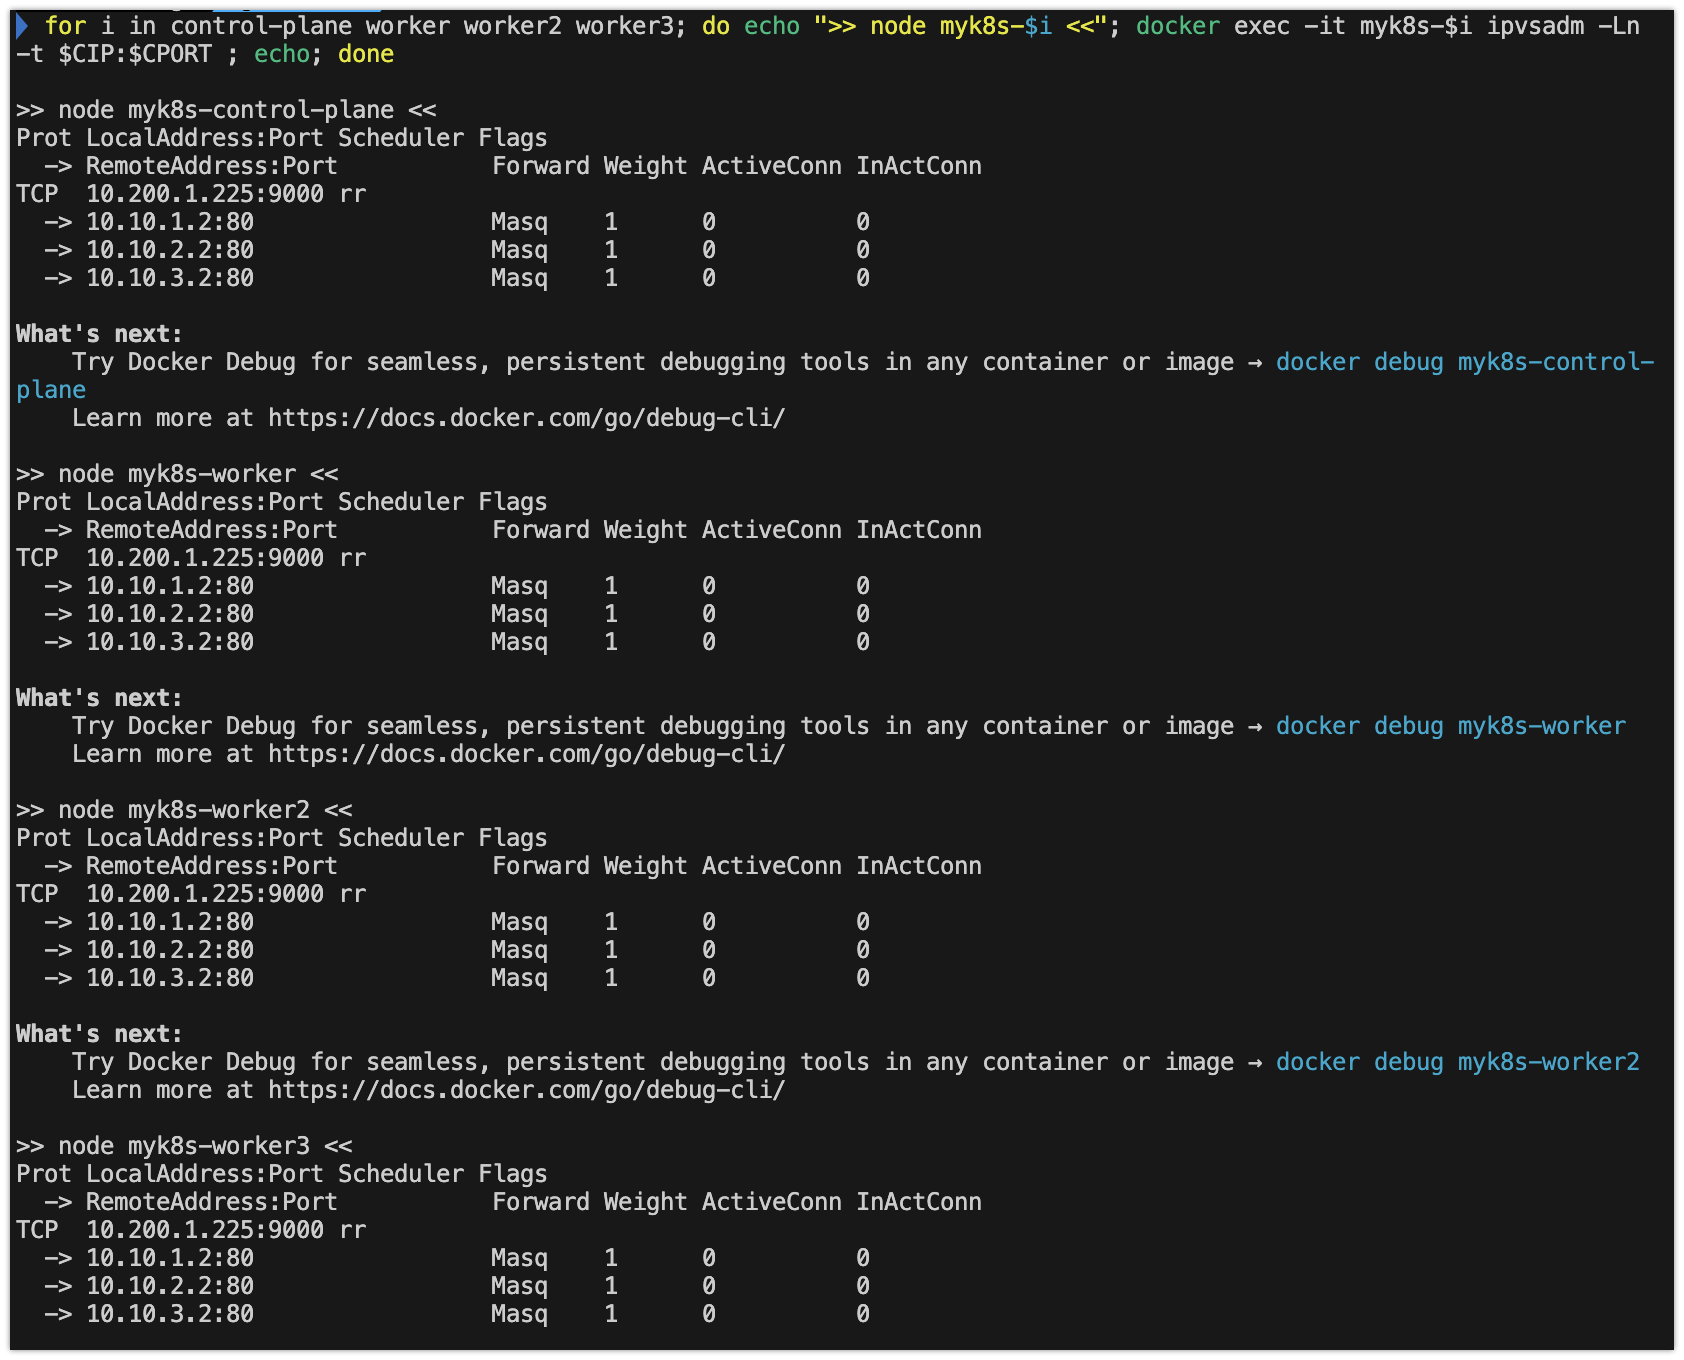 for i in control-plane worker worker2 worker3; do echo ">> node myk8s-$i <<"; docker exec -it myk8s-$i ipvsadm -Ln
-t $CIP:$CPORT ; echo; done
>> node myk8s-control-plane <<
Prot LocalAddress:Port Scheduler Flags
  -> RemoteAddress:Port           Forward Weight ActiveConn InActConn
TCP  10.200.1.225:9000 rr
  -> 10.10.1.2:80                 Masq    1      0          0
  -> 10.10.2.2:80                 Masq    1      0          0
  -> 10.10.3.2:80                 Masq    1      0          0
What's next:
    Try Docker Debug for seamless, persistent debugging tools in any container or image → docker debug myk8s-control-
plane
    Learn more at https://docs.docker.com/go/debug-cli/
>> node myk8s-worker <<
Prot LocalAddress:Port Scheduler Flags
  -> RemoteAddress:Port           Forward Weight ActiveConn InActConn
TCP  10.200.1.225:9000 rr
  -> 10.10.1.2:80                 Masq    1      0          0
  -> 10.10.2.2:80                 Masq    1      0          0
  -> 10.10.3.2:80                 Masq    1      0          0
What's next:
    Try Docker Debug for seamless, persistent debugging tools in any container or image → docker debug myk8s-worker
    Learn more at https://docs.docker.com/go/debug-cli/
>> node myk8s-worker2 <<
Prot LocalAddress:Port Scheduler Flags
  -> RemoteAddress:Port           Forward Weight ActiveConn InActConn
TCP  10.200.1.225:9000 rr
  -> 10.10.1.2:80                 Masq    1      0          0
  -> 10.10.2.2:80                 Masq    1      0          0
  -> 10.10.3.2:80                 Masq    1      0          0
What's next:
    Try Docker Debug for seamless, persistent debugging tools in any container or image → docker debug myk8s-worker2
    Learn more at https://docs.docker.com/go/debug-cli/
>> node myk8s-worker3 <<
Prot LocalAddress:Port Scheduler Flags
  -> RemoteAddress:Port           Forward Weight ActiveConn InActConn
TCP  10.200.1.225:9000 rr
  -> 10.10.1.2:80                 Masq    1      0          0
  -> 10.10.2.2:80                 Masq    1      0          0
  -> 10.10.3.2:80                 Masq    1      0          0